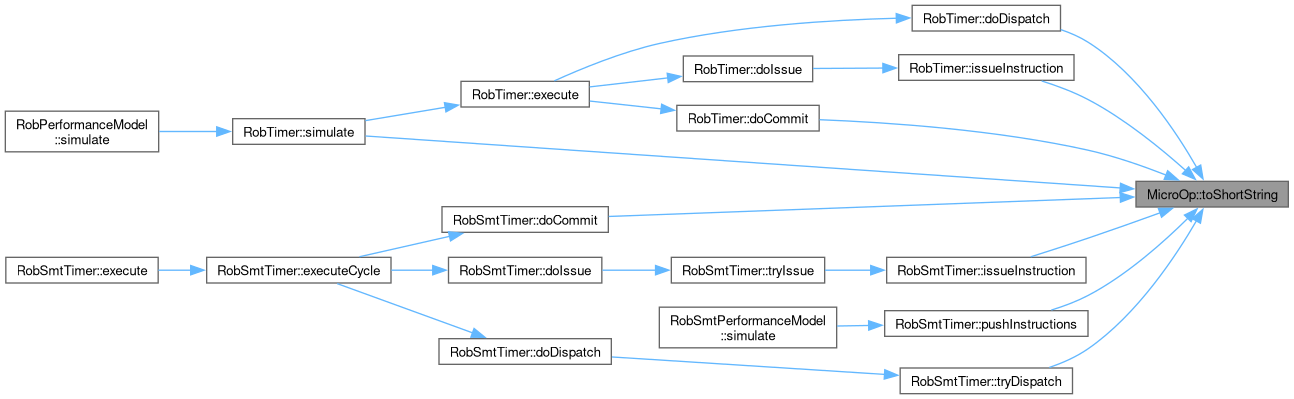 RobTimer::doDispatch
RobTimer::doIssue
RobTimer::issueInstruction
RobTimer::execute
RobTimer::doCommit
RobPerformanceModel
::simulate
RobTimer::simulate
MicroOp::toShortString
RobSmtTimer::doCommit
RobSmtTimer::execute
RobSmtTimer::executeCycle
RobSmtTimer::doIssue
RobSmtTimer::tryIssue
RobSmtTimer::issueInstruction
RobSmtPerformanceModel
::simulate
RobSmtTimer::pushInstructions
RobSmtTimer::doDispatch
RobSmtTimer::tryDispatch